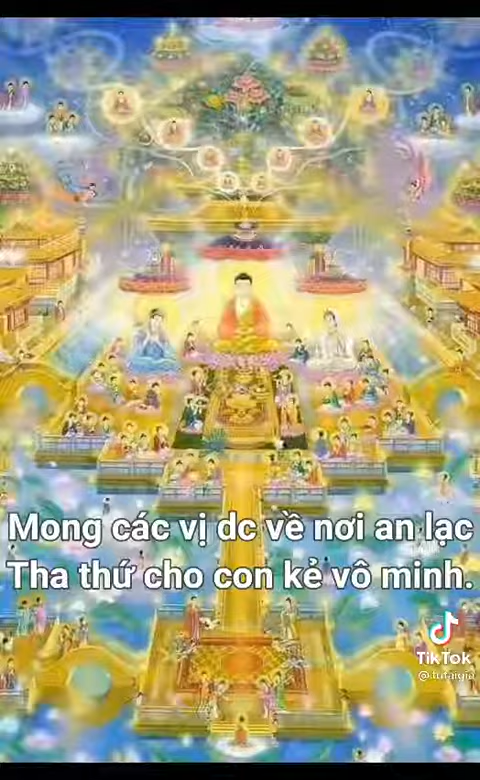 Mong các vị dc về nơi an lạc
Tha thứ cho con kẻ vô minh.
TikTok